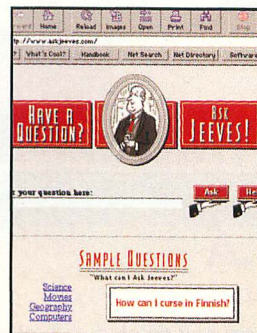 Home Reload Images Open Print Find Stop
tp://www.askjeeves.com/
What's Cool? Handbook Net Search Net Directory Software
HAVE A QUESTION?
ASK JEEVES!
your question here:
Ask He
SAMPLE QUESTIONS
"What can I Ask Jeeves?"
Science
Movies
Geography
Computers
How can I curse in Finnish?